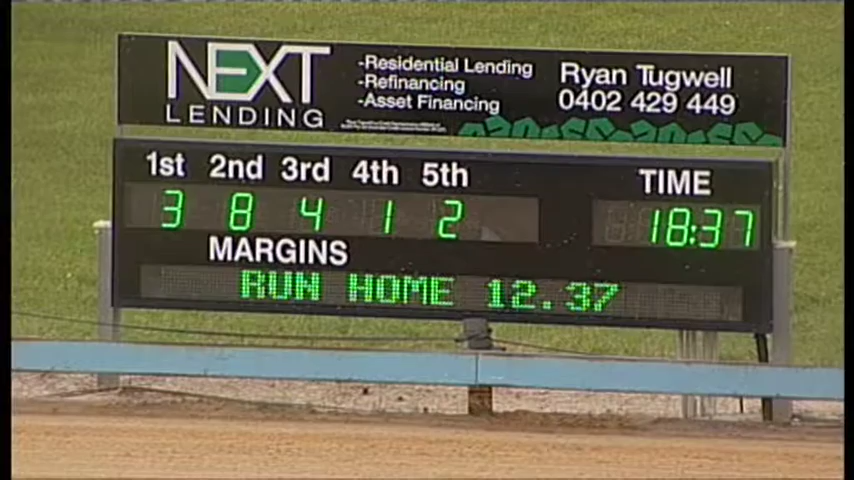 NEXT
LENDING
-Residential Lending
-Refinancing
-Asset Financing
Ryan Tugwell
0402 429 449
1st 2nd 3rd 4th 5th TIME
3 8 4 1 2 18:37
MARGINS
RUN HOME 12.37